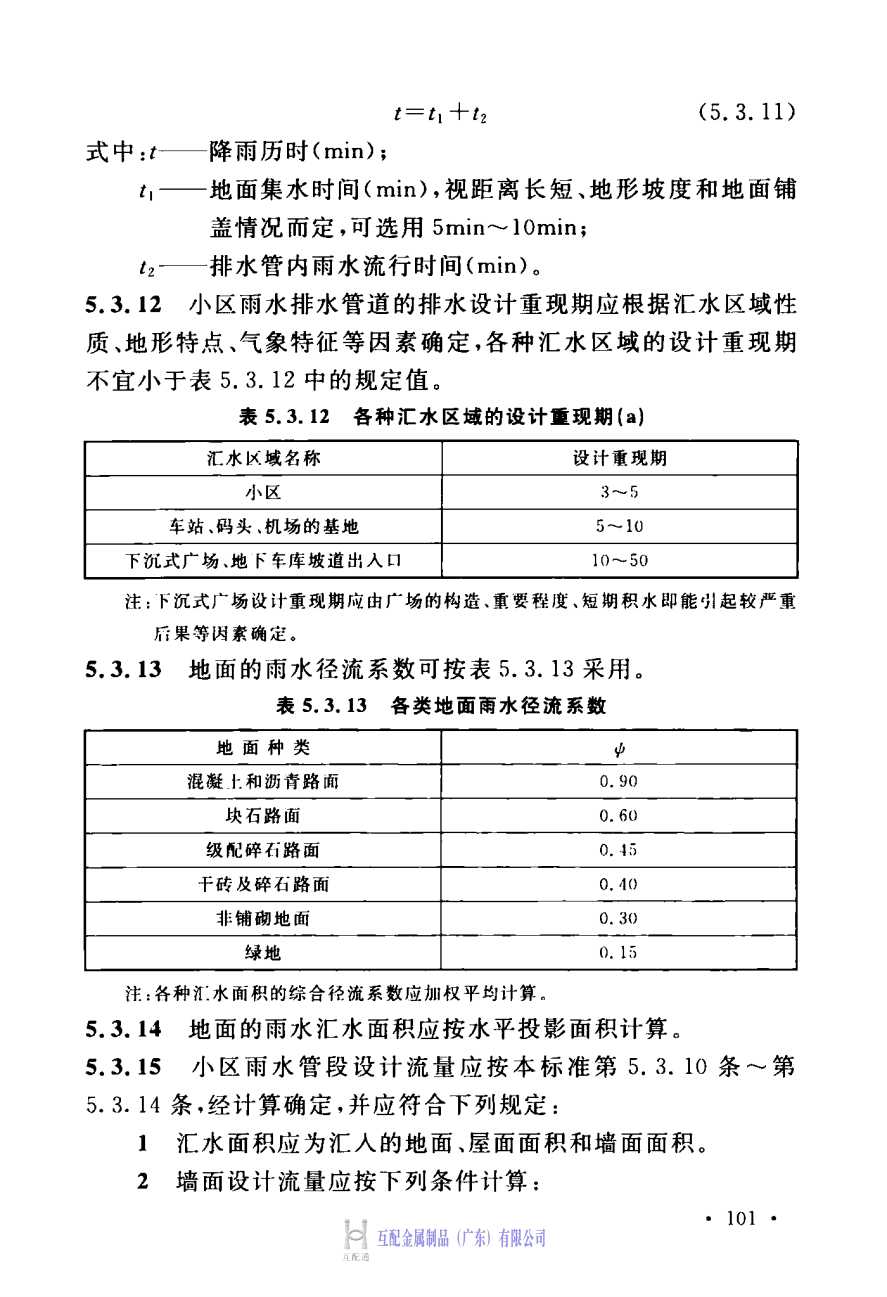 t=t₁+t₂ (5.3.11)
式中:t——降雨历时(min);
t₁——地面集水时间(min),视距离长短、地形坡度和地面铺
盖情况而定,可选用 5min～10min;
t₂——排水管内雨水流行时间(min)。
5.3.12 小区雨水排水管道的排水设计重现期应根据汇水区域性
质、地形特点、气象特征等因素确定,各种汇水区域的设计重现期
不宜小于表 5.3.12 中的规定值。
表 5.3.12 各种汇水区域的设计重现期(a)
汇水区域名称 设计重现期
小区 3～5
车站、码头、机场的基地 5～10
下沉式广场、地下车库坡道出入口 10～50
注:下沉式广场设计重现期应由广场的构造、重要程度、短期积水即能引起较严重
后果等因素确定。
5.3.13 地面的雨水径流系数可按表 5.3.13 采用。
表 5.3.13 各类地面雨水径流系数
地面种类 ψ
混凝土和沥青路面 0.90
块石路面 0.60
级配碎石路面 0.45
干砖及碎石路面 0.40
非铺砌地面 0.30
绿地 0.15
注:各种汇水面积的综合径流系数应加权平均计算。
5.3.14 地面的雨水汇水面积应按水平投影面积计算。
5.3.15 小区雨水管段设计流量应按本标准第 5.3.10 条～第
5.3.14 条,经计算确定,并应符合下列规定:
1 汇水面积应为汇入的地面、屋面面积和墙面面积。
2 墙面设计流量应按下列条件计算:
• 101 •
互配金属制品(广东)有限公司
互配通